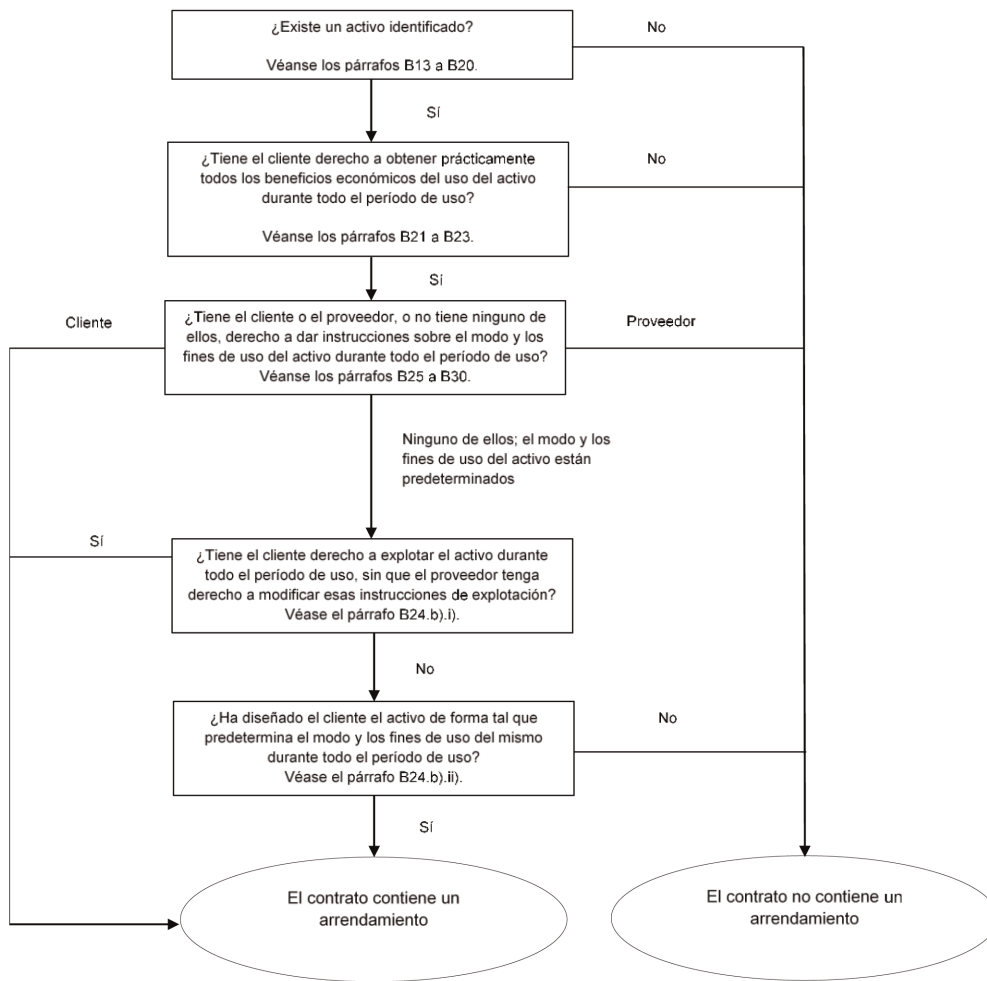 ¿Existe un activo identificado?
No
Véanse los párrafos B13 a B20.
Sí
¿Tiene el cliente derecho a obtener prácticamente
todos los beneficios económicos del uso del activo
durante todo el período de uso?
No
Véanse los párrafos B21 a B23.
Sí
Cliente
¿Tiene el cliente o el proveedor, o no tiene ninguno de
ellos, derecho a dar instrucciones sobre el modo y los
fines de uso del activo durante todo el período de uso?
Véanse los párrafos B25 a B30.
Proveedor
Ninguno de ellos; el modo y los
fines de uso del activo están
predeterminados
Sí
¿Tiene el cliente derecho a explotar el activo durante
todo el período de uso, sin que el proveedor tenga
derecho a modificar esas instrucciones de explotación?
Véase el párrafo B24.b).i).
No
¿Ha diseñado el cliente el activo de forma tal que
predetermina el modo y los fines de uso del mismo
durante todo el período de uso?
Véase el párrafo B24.b).ii).
No
Sí
El contrato contiene un
arrendamiento
El contrato no contiene un
arrendamiento